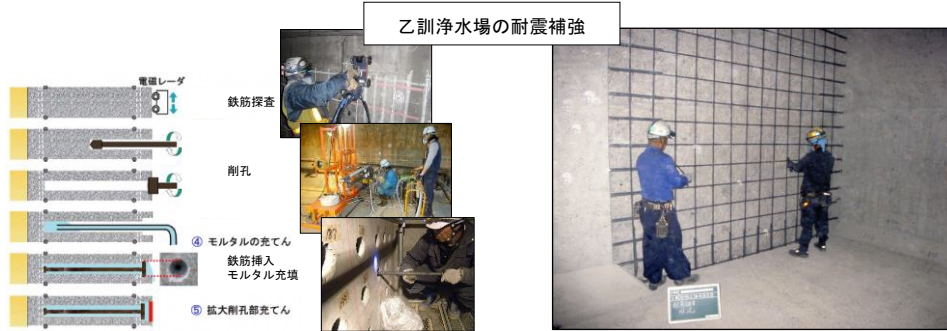 乙訓浄水場の耐震補強
電磁レーダ
鉄筋探査
削孔
④ モルタルの充てん
鉄筋挿入
モルタル充填
⑤ 拡大削孔部充てん